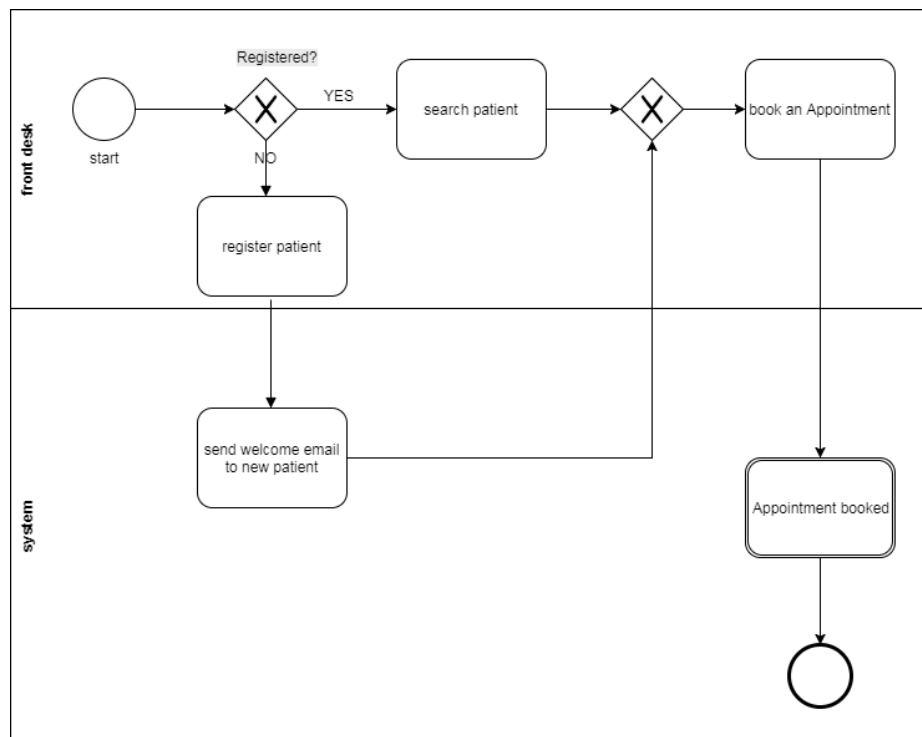 Registered?
front desk
start
YES
NO
search patient
book an Appointment
register patient
system
send welcome email
to new patient
Appointment booked